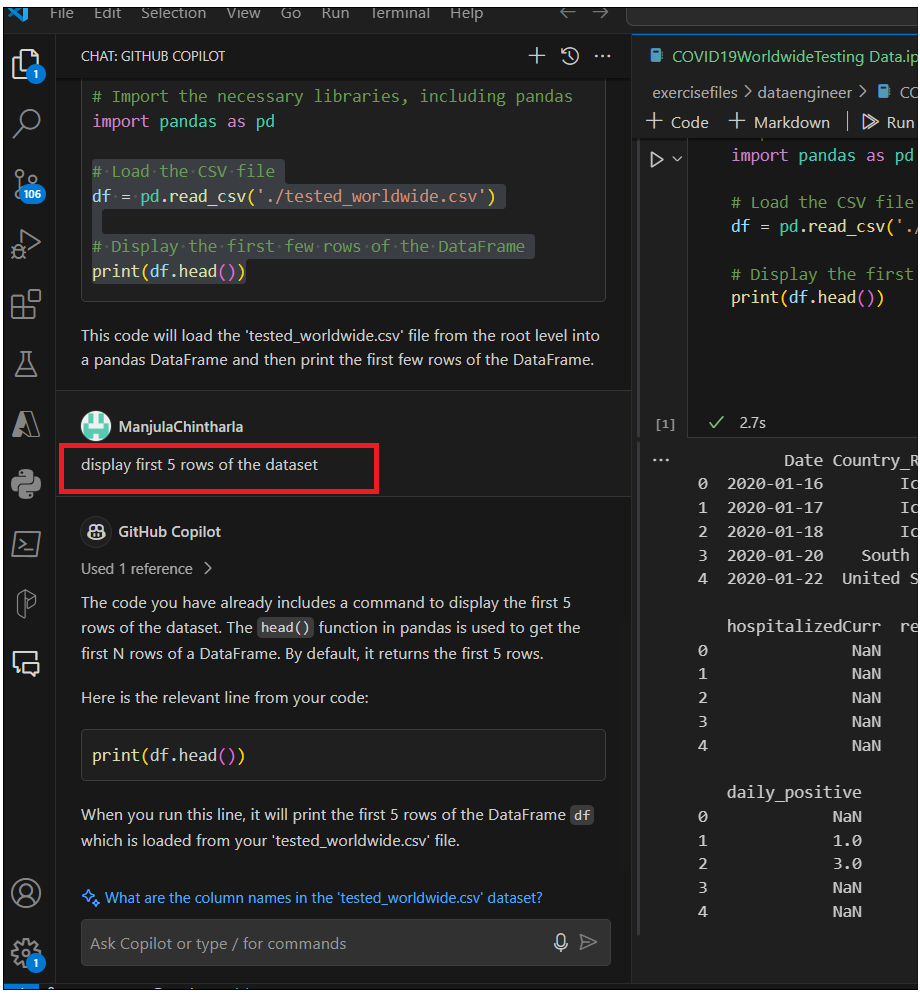 File Edit Selection View Go Run Terminal Help
CHAT: GITHUB COPILOT
# Import the necessary libraries, including pandas
import pandas as pd
# Load the CSV file
df = pd.read_csv('./tested_worldwide.csv')
# Display the first few rows of the DataFrame
print(df.head())
This code will load the 'tested_worldwide.csv' file from the root level into
a pandas DataFrame and then print the first few rows of the DataFrame.
ManjulaChintharla
display first 5 rows of the dataset
GitHub Copilot
Used 1 reference
The code you have already includes a command to display the first 5
rows of the dataset. The head() function in pandas is used to get the
first N rows of a DataFrame. By default, it returns the first 5 rows.
Here is the relevant line from your code:
print(df.head())
When you run this line, it will print the first 5 rows of the DataFrame df
which is loaded from your 'tested_worldwide.csv' file.
What are the column names in the 'tested_worldwide.csv' dataset?
Ask Copilot or type / for commands
1
106
1
COVID19WorldwideTesting Data.ip
exercisefiles > dataengineer > CO
+ Code + Markdown | Run
import pandas as pd
# Load the CSV file
df = pd.read_csv('./
# Display the first
print(df.head())
[1] 2.7s
... Date Country_R
0 2020-01-16 Ic
1 2020-01-17 Ic
2 2020-01-18 Ic
3 2020-01-20 South
4 2020-01-22 United S
hospitalizedCurr re
0 NaN
1 NaN
2 NaN
3 NaN
4 NaN
daily_positive
0 NaN
1 1.0
2 3.0
3 NaN
4 NaN